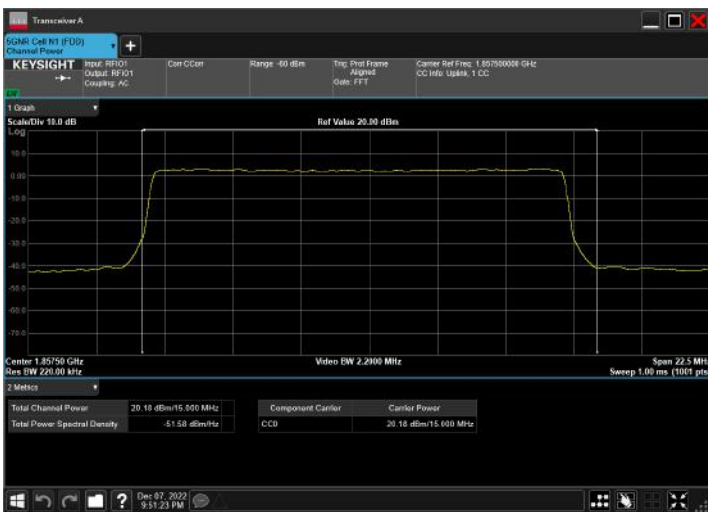 Transceiver A
5GNR Cell N1 (FDD)
Channel Power
KEYSIGHT
Input: RFIO1
Output: RFIO1
Coupling: AC
Corr CCorr
Range: -60 dBm
Trig: Prot Frame
Aligned
Gate: FFT
Carrier Ref Freq: 1.857500000 GHz
CC Info: Uplink, 1 CC
1 Graph
Scale/Div 10.0 dB
Ref Value 20.00 dBm
Log
10.0
0.00
-10.0
-20.0
-30.0
-40.0
-50.0
-60.0
-70.0
Center 1.85750 GHz
Video BW 2.2000 MHz
Span 22.5 MH
Res BW 220.00 kHz
Sweep 1.00 ms (1001 pts
2 Metrics
Total Channel Power 20.18 dBm/15.000 MHz
Total Power Spectral Density -51.58 dBm/Hz
Component Carrier Carrier Power
CC0 20.18 dBm/15.000 MHz
Dec 07, 2022
9:51:23 PM